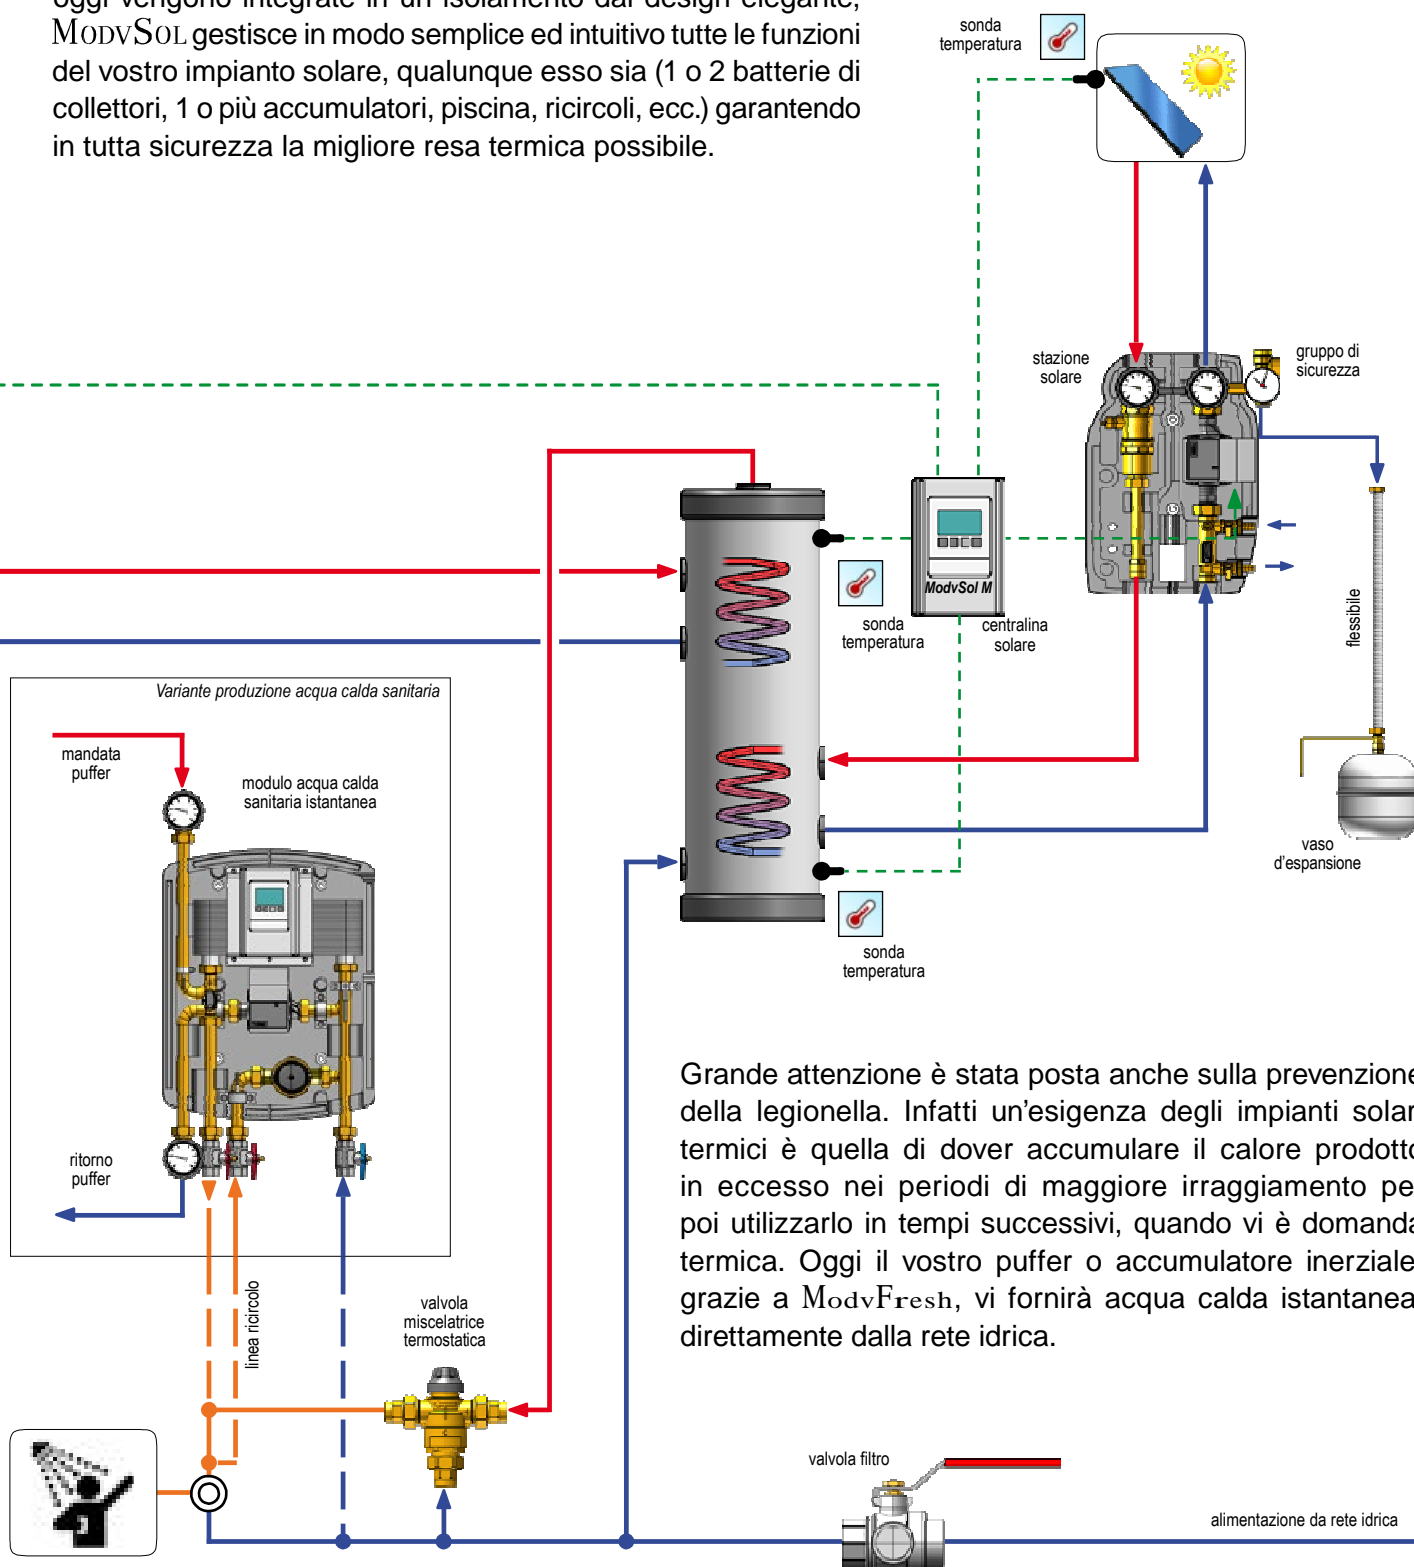 oggi vengono integrate in un isolamento dal design elegante,
ModvSol gestisce in modo semplice ed intuitivo tutte le funzioni
del vostro impianto solare, qualunque esso sia (1 o 2 batterie di
collettori, 1 o più accumulatori, piscina, ricircoli, ecc.) garantendo
in tutta sicurezza la migliore resa termica possibile.
sonda
temperatura
stazione
solare
gruppo di
sicurezza
ModvSol M
sonda
temperatura
centralina
solare
flessibile
Variante produzione acqua calda sanitaria
mandata
puffer
modulo acqua calda
sanitaria istantanea
vaso
d'espansione
sonda
temperatura
ritorno
puffer
linea ricircolo
valvola
miscelatrice
termostatica
Grande attenzione è stata posta anche sulla prevenzione
della legionella. Infatti un'esigenza degli impianti solar
termici è quella di dover accumulare il calore prodotto
in eccesso nei periodi di maggiore irraggiamento pe
poi utilizzarlo in tempi successivi, quando vi è domanda
termica. Oggi il vostro puffer o accumulatore inerziale
grazie a ModvFresh, vi fornirà acqua calda istantanea
direttamente dalla rete idrica.
valvola filtro
alimentazione da rete idrica